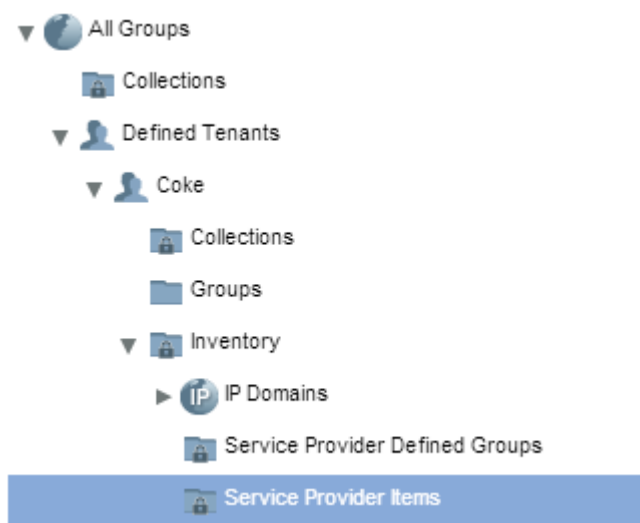 All Groups
Collections
Defined Tenants
Coke
Collections
Groups
Inventory
IP IP Domains
Service Provider Defined Groups
Service Provider Items